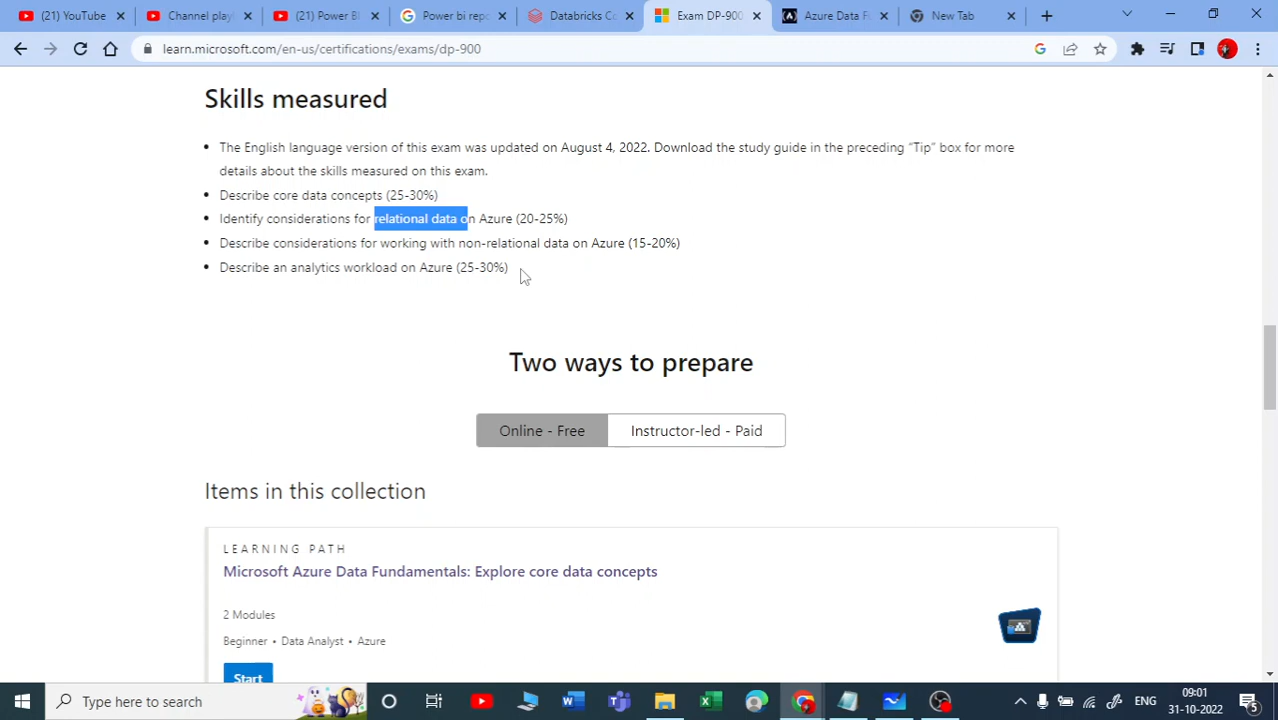 (21) YouTube
Channel playl
(21) Power BI
Power bi repo
Databricks Co
Exam DP-900
Azure Data Fu
New Tab
learn.microsoft.com/en-us/certifications/exams/dp-900
Skills measured
The English language version of this exam was updated on August 4, 2022. Download the study guide in the preceding “Tip” box for more
details about the skills measured on this exam.
Describe core data concepts (25-30%)
Identify considerations for relational data on Azure (20-25%)
Describe considerations for working with non-relational data on Azure (15-20%)
Describe an analytics workload on Azure (25-30%)
Two ways to prepare
Online - Free
Instructor-led - Paid
Items in this collection
LEARNING PATH
Microsoft Azure Data Fundamentals: Explore core data concepts
2 Modules
Beginner • Data Analyst • Azure
Start
Type here to search
ENG
09:01
31-10-2022
5